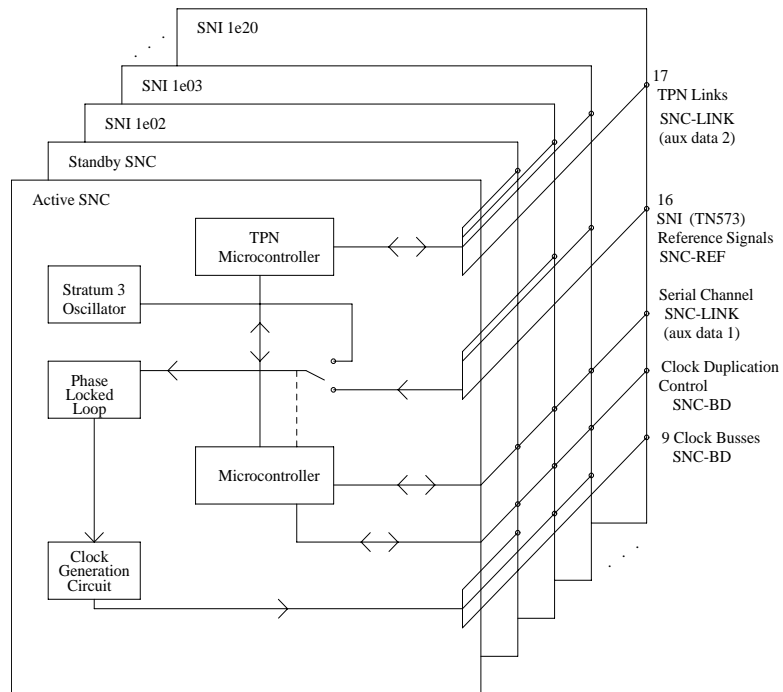 SNI 1e20
. . .
SNI 1e03
SNI 1e02
Standby SNC
Active SNC
TPN
Microcontroller
Stratum 3
Oscillator
Phase
Locked
Loop
Microcontroller
Clock
Generation
Circuit
17
TPN Links
SNC-LINK
(aux data 2)
16
SNI (TN573)
Reference Signals
SNC-REF
Serial Channel
SNC-LINK
(aux data 1)
Clock Duplication
Control
SNC-BD
9 Clock Busses
SNC-BD
. . .